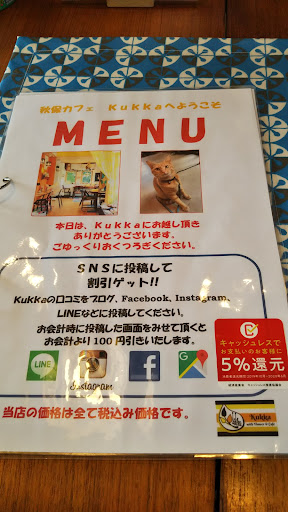 秋保カフェ Kukkaへようこそ
MENU
本日は、Kukkaにお越し頂き
ありがとうございます。
ごゆっくりおくつろぎください。
SNSに投稿して
割引ゲット!!
Kukkaの口コミをブログ、Facebook、Instagram、
LINEなどに投稿してください。
お会計時に投稿した画面をみせて頂くと
お会計より100円引きいたします。
LINE
Instagram
キャッシュレスで
お支払いのお客様に
5%還元
当店の価格は全て税込み価格です。
Kukka